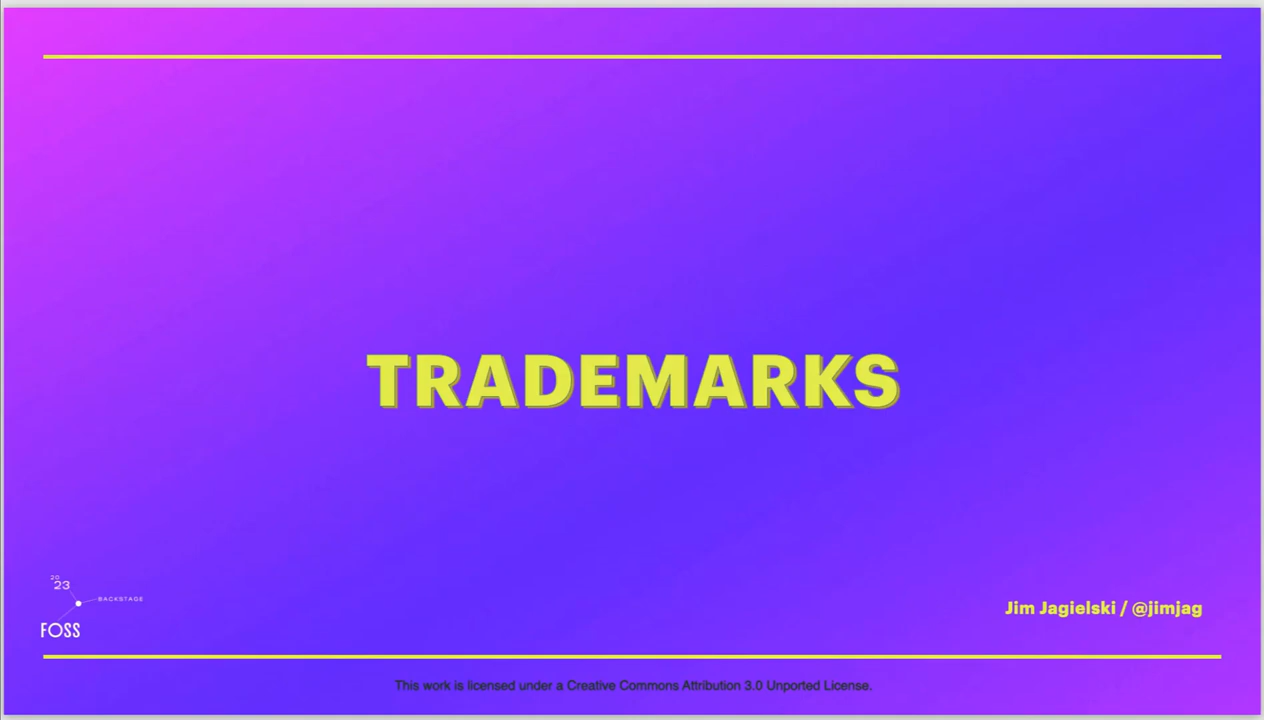 TRADEMARKS
20
23
BACKSTAGE
FOSS
Jim Jagielski / @jimjag
This work is licensed under a Creative Commons Attribution 3.0 Unported License.